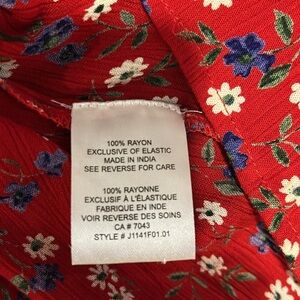 100% RAYON
EXCLUSIVE OF ELASTIC
MADE IN INDIA
SEE REVERSE FOR CARE
100% RAYONNE
EXCLUSIF A L'ÉLASTIQUE
FABRIQUE EN INDE
VOIR REVERSE DES SOINS
CA # 7043
STYLE # J1141F01.01